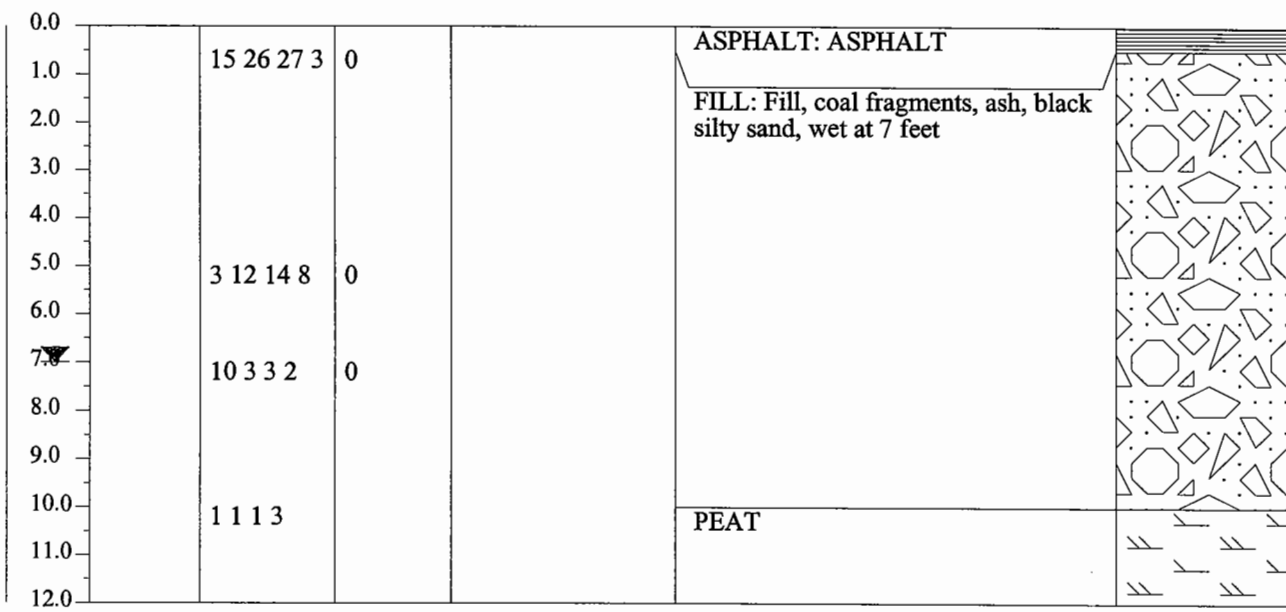 0.0
ASPHALT: ASPHALT
15 26 27 3 0
1.0
FILL: Fill, coal fragments, ash, black
2.0
silty sand, wet at 7 feet
3.0
4.0
5.0
3 12 14 8 0
6.0
7.0
10 3 3 2 0
8.0
9.0
10.0
1 1 1 3
PEAT
11.0
12.0